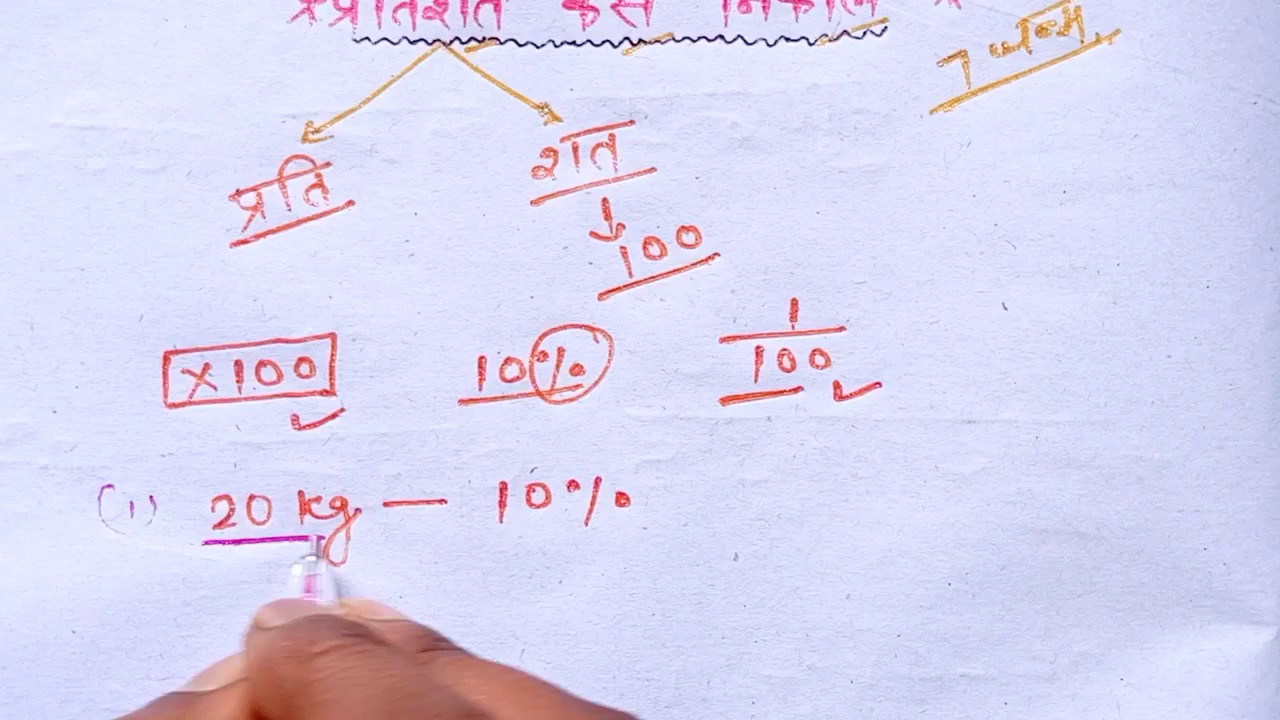 प्रतिशत कैसे निकाले
प्रति
शत
100
×100
10%
1
100
(1) 20 kg — 10%